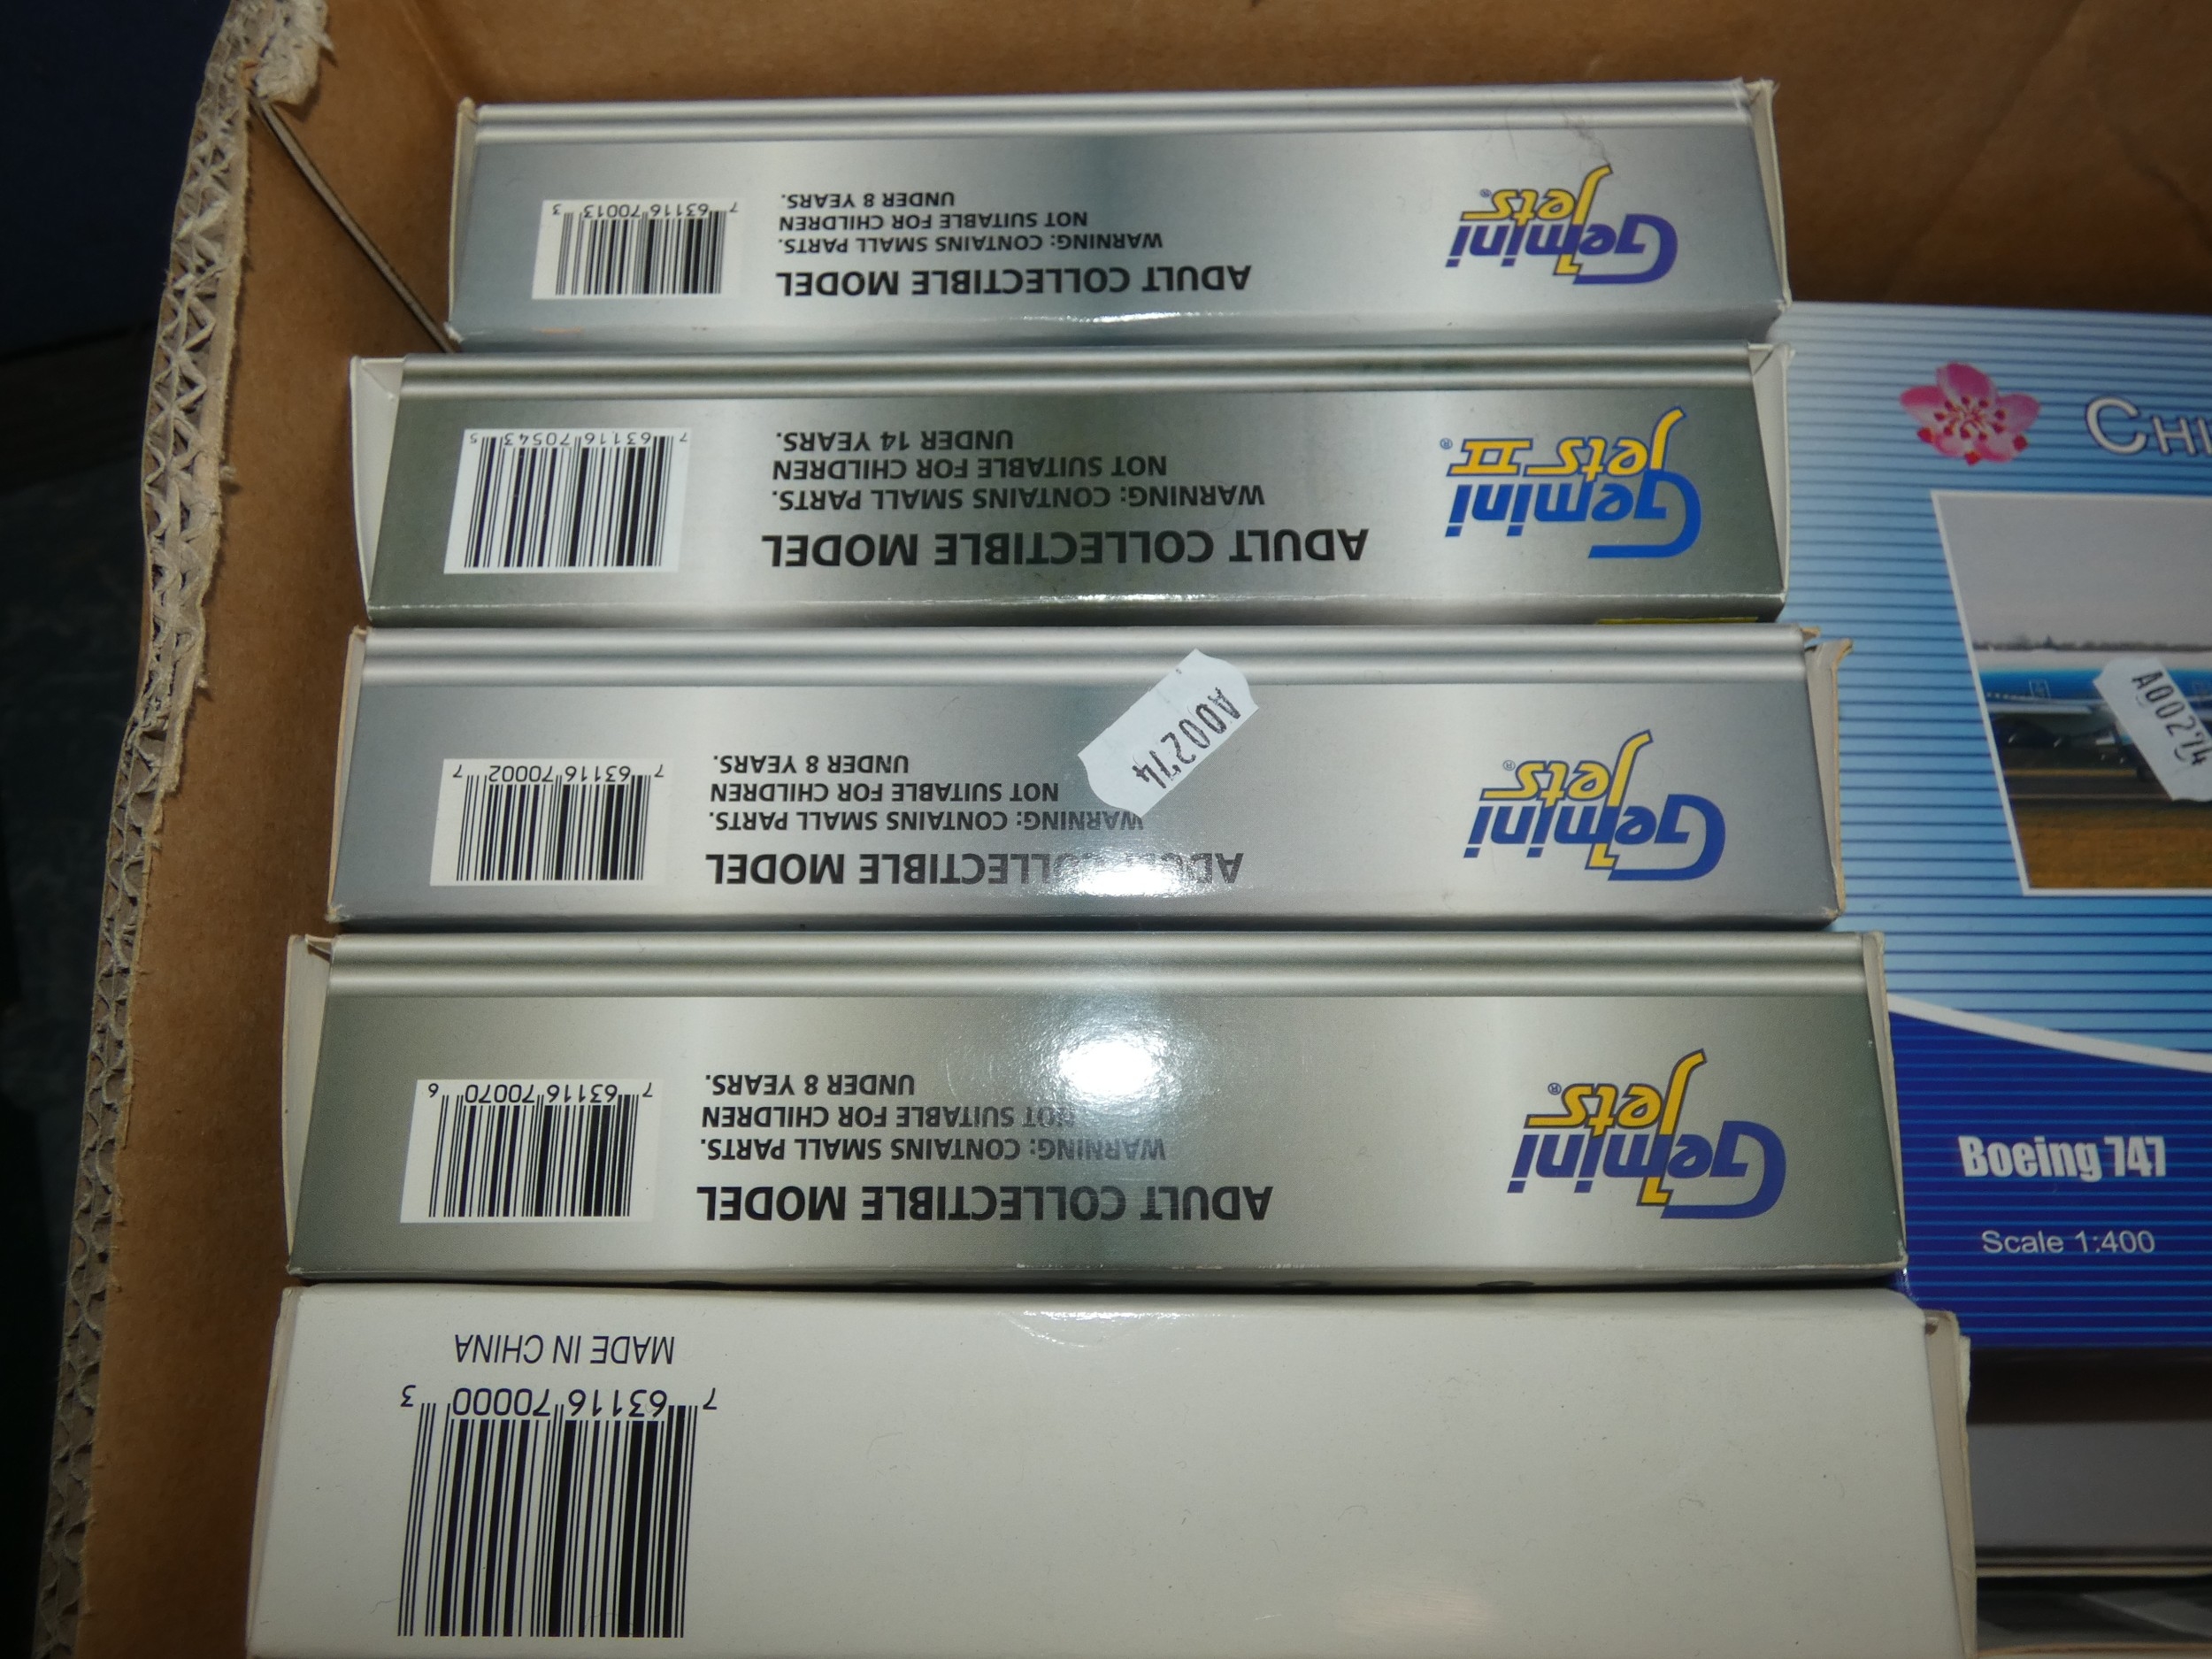 Gemini
Jets®
ADULT COLLECTIBLE MODEL
WARNING: CONTAINS SMALL PARTS.
NOT SUITABLE FOR CHILDREN
UNDER 8 YEARS.
7 63116 70013 3
Gemini
Jets II®
ADULT COLLECTIBLE MODEL
WARNING: CONTAINS SMALL PARTS.
NOT SUITABLE FOR CHILDREN
UNDER 14 YEARS.
7 63116 70543 5
A00274
Gemini
Jets®
ADULT COLLECTIBLE MODEL
WARNING: CONTAINS SMALL PARTS.
NOT SUITABLE FOR CHILDREN
UNDER 8 YEARS.
7 63116 70002 7
Gemini
Jets®
ADULT COLLECTIBLE MODEL
WARNING: CONTAINS SMALL PARTS.
NOT SUITABLE FOR CHILDREN
UNDER 8 YEARS.
7 63116 70070 6
7 63116 70000 3
MADE IN CHINA
CHI
A00274
Boeing 747
Scale 1:400